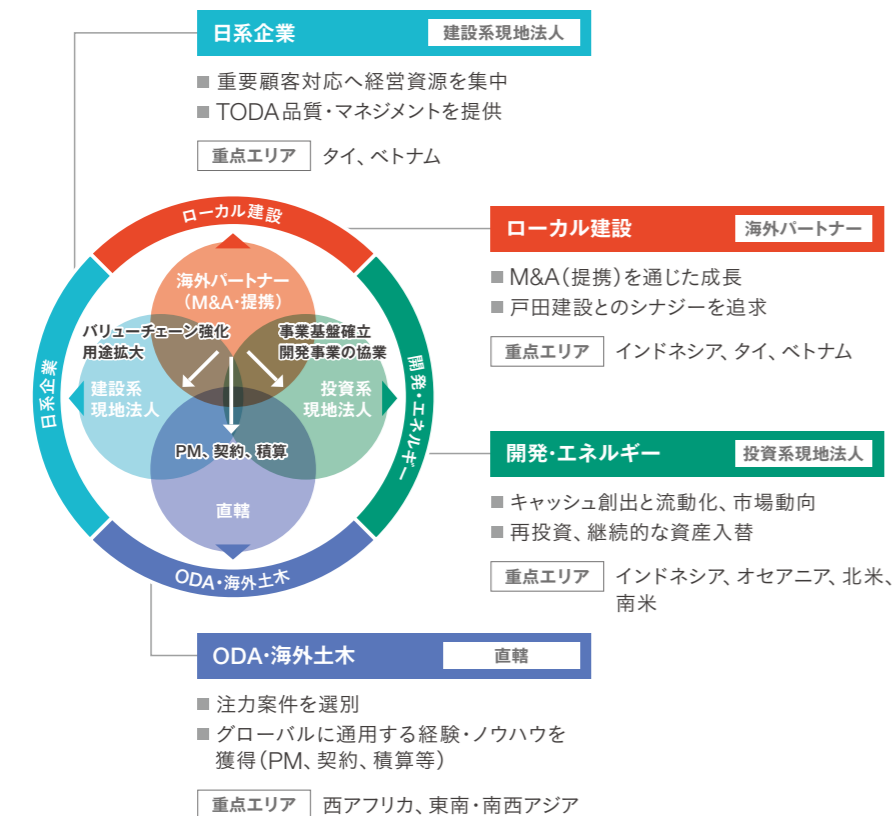 日系企業 建設系現地法人
■ 重要顧客対応へ経営資源を集中
■ TODA品質・マネジメントを提供
重点エリア タイ、ベトナム
ローカル建設
海外パートナー
(M&A・提携)
バリューチェーン強化
用途拡大
事業基盤確立
開発事業の協業
建設系
現地法人
投資系
現地法人
PM、契約、積算
直轄
日系企業
開発・エネルギー
ODA・海外土木
ローカル建設 海外パートナー
■ M&A(提携)を通じた成長
■ 戸田建設とのシナジーを追求
重点エリア インドネシア、タイ、ベトナム
開発・エネルギー 投資系現地法人
■ キャッシュ創出と流動化、市場動向
■ 再投資、継続的な資産入替
重点エリア インドネシア、オセアニア、北米、
南米
ODA・海外土木 直轄
■ 注力案件を選別
■ グローバルに通用する経験・ノウハウを
獲得(PM、契約、積算等)
重点エリア 西アフリカ、東南・南西アジア